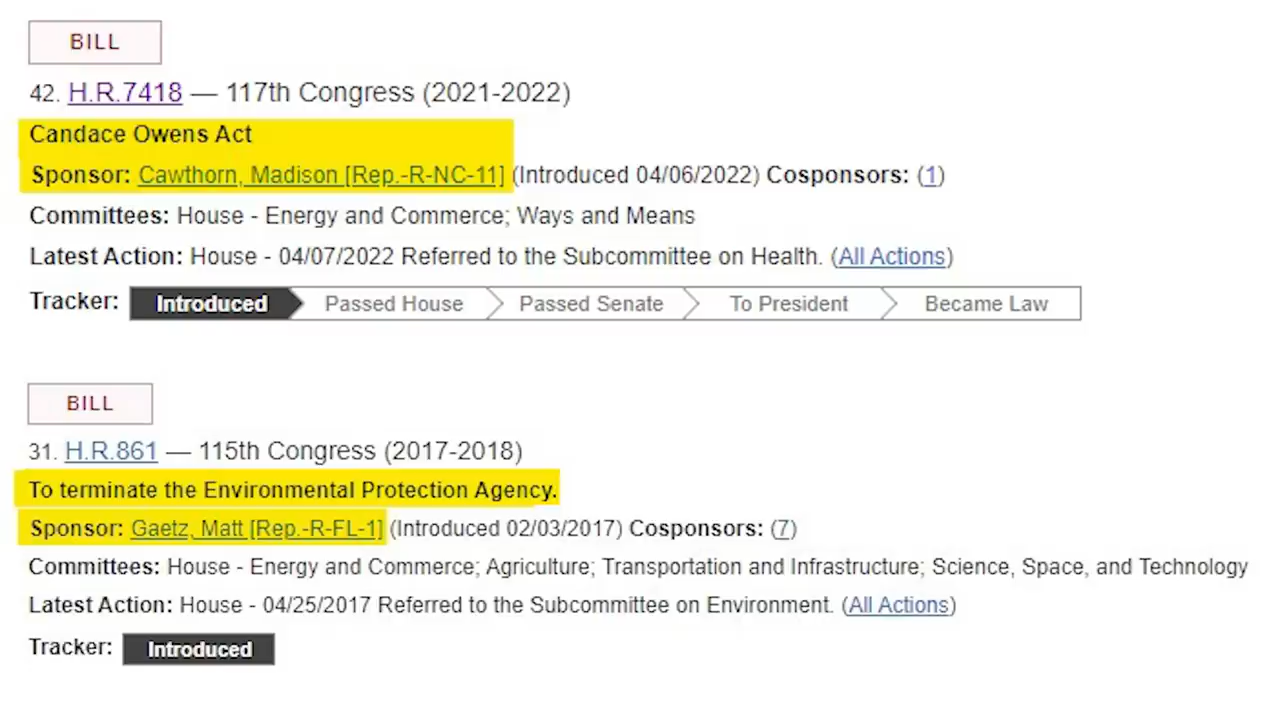 BILL
42. H.R.7418 — 117th Congress (2021-2022)
Candace Owens Act
Sponsor: Cawthorn, Madison [Rep.-R-NC-11] (Introduced 04/06/2022) Cosponsors: (1)
Committees: House - Energy and Commerce; Ways and Means
Latest Action: House - 04/07/2022 Referred to the Subcommittee on Health. (All Actions)
Tracker: Introduced Passed House Passed Senate To President Became Law
BILL
31. H.R.861 — 115th Congress (2017-2018)
To terminate the Environmental Protection Agency.
Sponsor: Gaetz, Matt [Rep.-R-FL-1] (Introduced 02/03/2017) Cosponsors: (7)
Committees: House - Energy and Commerce; Agriculture; Transportation and Infrastructure; Science, Space, and Technology
Latest Action: House - 04/25/2017 Referred to the Subcommittee on Environment. (All Actions)
Tracker: Introduced